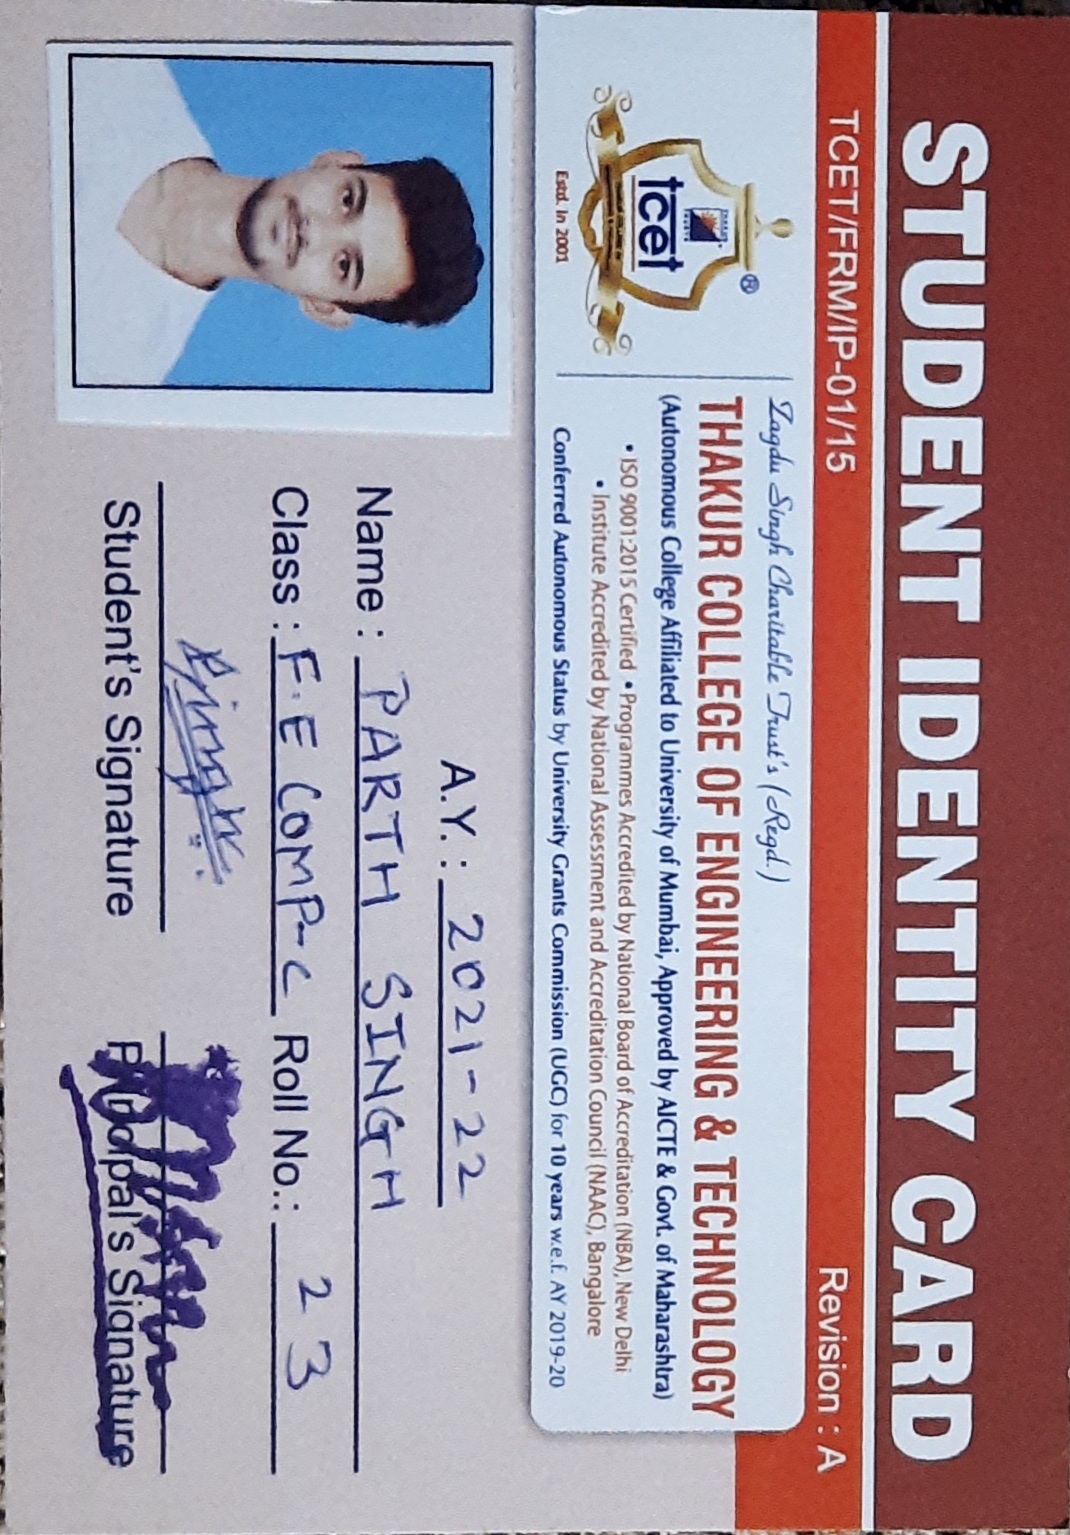 STUDENT IDENTITY CARD
TCET/FRM/IP-01/15 Revision : A
Zagdu Singh Charitable Trust's (Regd.)
THAKUR COLLEGE OF ENGINEERING & TECHNOLOGY
(Autonomous College Affiliated to University of Mumbai, Approved by AICTE & Govt. of Maharashtra)
• ISO 9001:2015 Certified • Programmes Accredited by National Board of Accreditation (NBA), New Delhi
• Institute Accredited by National Assessment and Accreditation Council (NAAC), Bangalore
Conferred Autonomous Status by University Grants Commission (UGC) for 10 years w.e.f. AY 2019-20
tcet ®
Estd. in 2001
A.Y. : 2021-22
Name : PARTH SINGH
Class : F.E COMP-C Roll No.: 23
Student's Signature Principal's Signature